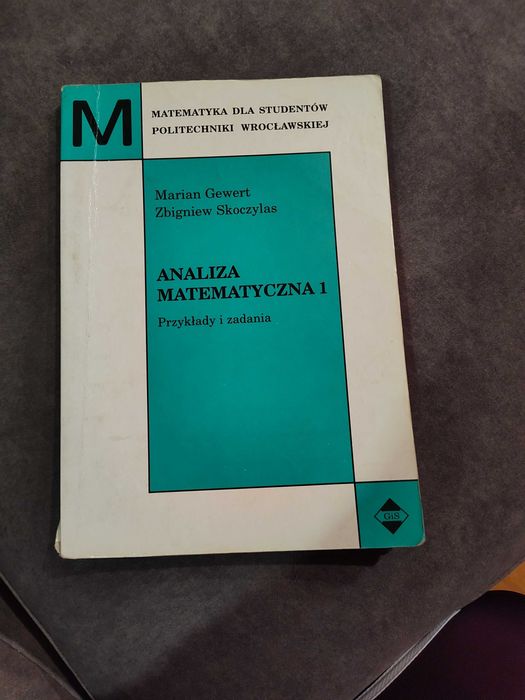 M
MATEMATYKA DLA STUDENTÓW
POLITECHNIKI WROCŁAWSKIEJ
Marian Gewert
Zbigniew Skoczylas
ANALIZA
MATEMATYCZNA 1
Przykłady i zadania
GiS